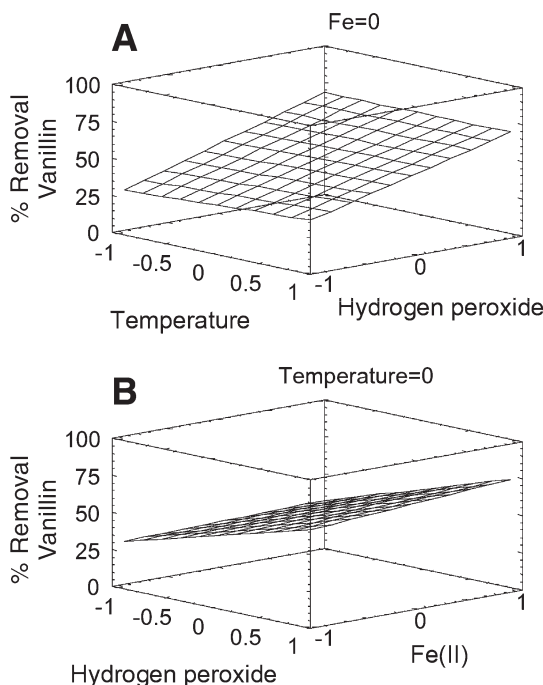 A
Fe=0
% Removal
Vanillin
100
75
50
25
0
-1
-0.5
0
0.5
1
Temperature
-1
0
1
Hydrogen peroxide
B
Temperature=0
% Removal
Vanillin
100
75
50
25
0
-1
-0.5
0
0.5
1
Hydrogen peroxide
-1
0
1
Fe(II)